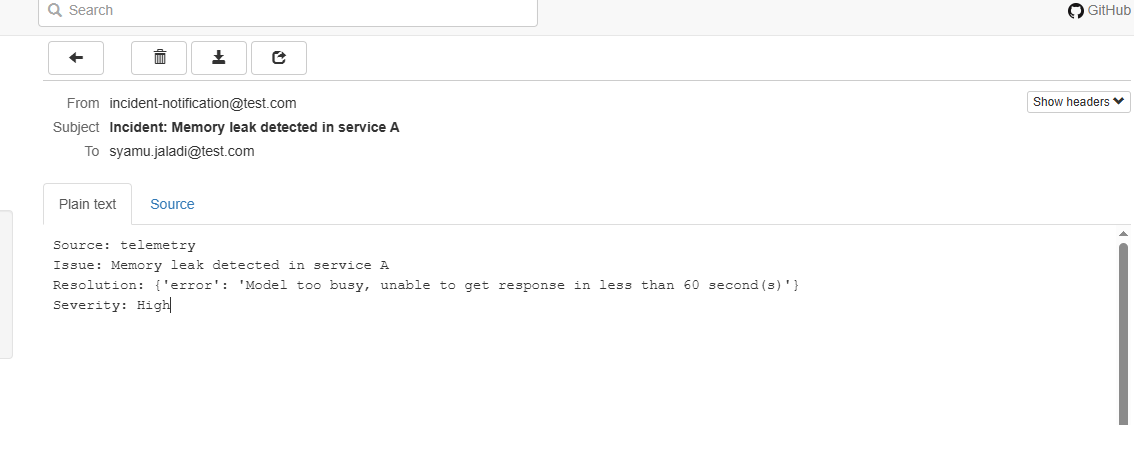 Search
GitHub
From incident-notification@test.com
Show headers
Subject Incident: Memory leak detected in service A
To syamu.jaladi@test.com
Plain text
Source
Source: telemetry
Issue: Memory leak detected in service A
Resolution: {'error': 'Model too busy, unable to get response in less than 60 second(s)'}
Severity: High